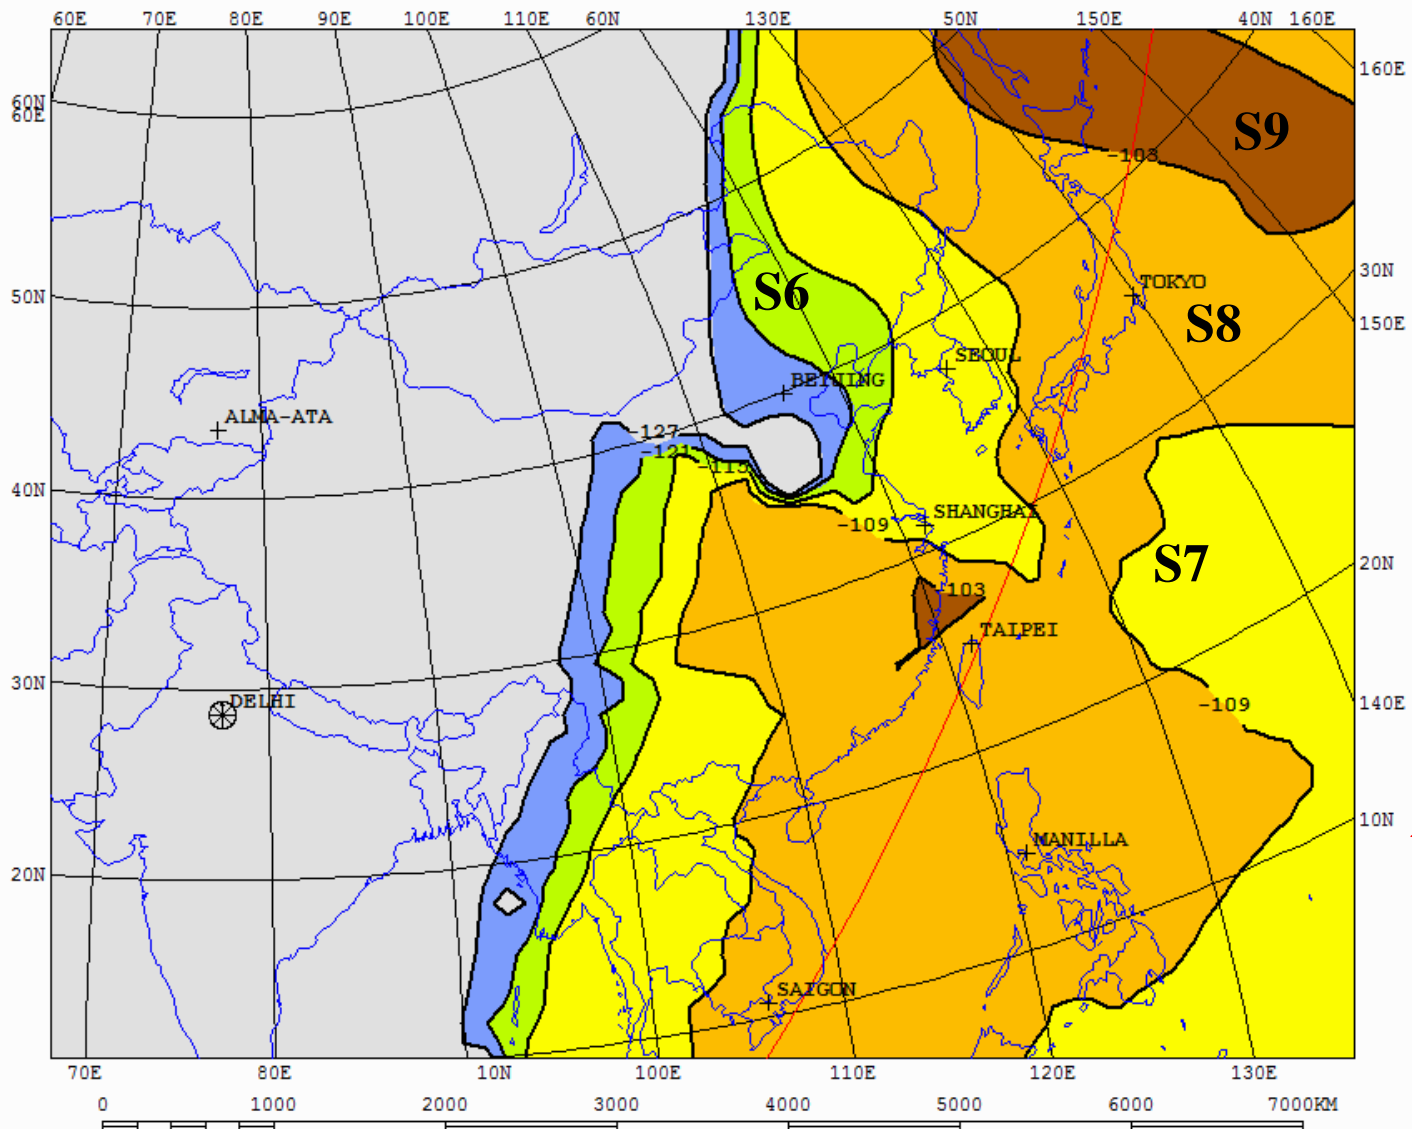 60E 70E 80E 90E 100E 110E 60N 130E 50N 150E 40N 160E
60N
60E
160E
S9
-103
30N
TOKYO
S6
50N
S8
150E
SEOUL
BEIJING
ALMA-ATA
-127
-121
-115
40N
SHANGHAI
-109
S7
20N
-103
TAIPEI
30N
DELHI
140E
-109
10N
MANILLA
20N
SAIGON
70E 80E 10N 100E 110E 120E 130E
0 1000 2000 3000 4000 5000 6000 7000KM